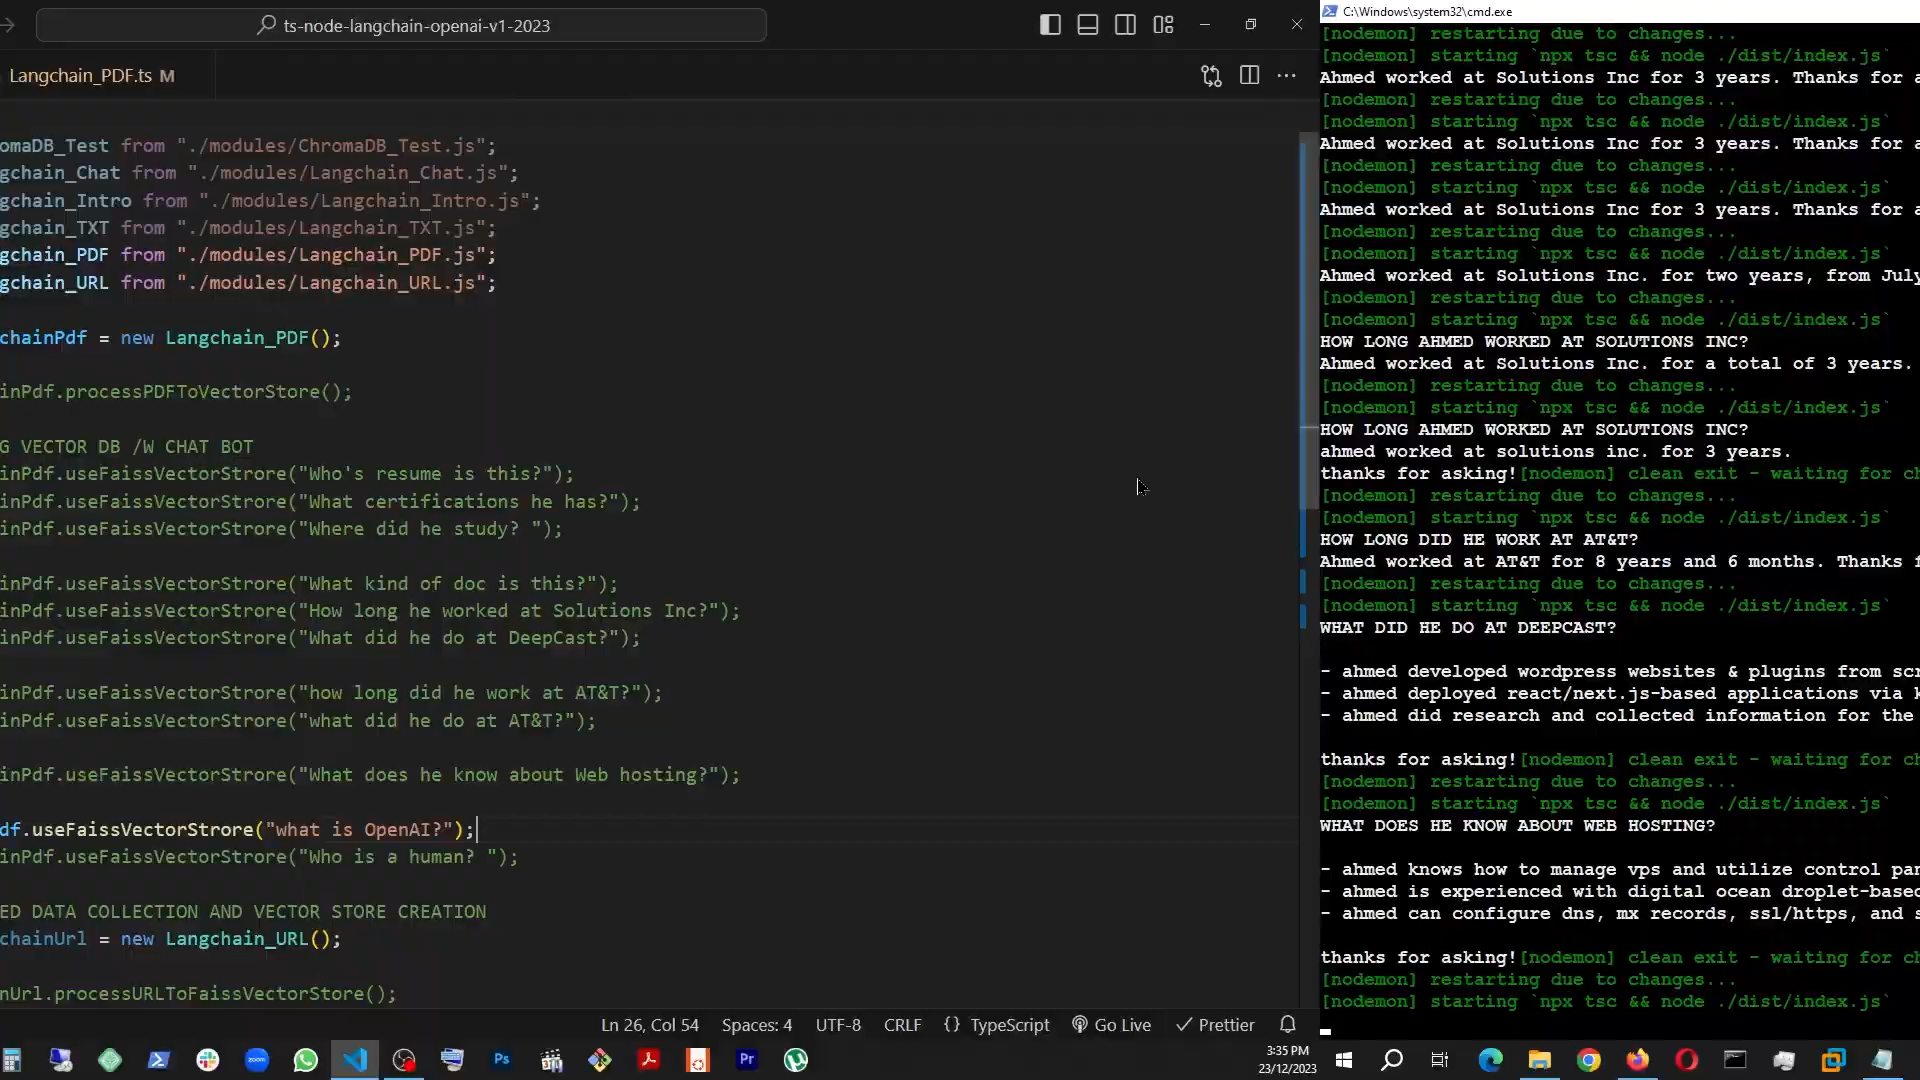 ts-node-langchain-openai-v1-2023
Langchain_PDF.ts M
omaDB_Test from "./modules/ChromaDB_Test.js";
gchain_Chat from "./modules/Langchain_Chat.js";
gchain_Intro from "./modules/Langchain_Intro.js";
gchain_TXT from "./modules/Langchain_TXT.js";
gchain_PDF from "./modules/Langchain_PDF.js";
gchain_URL from "./modules/Langchain_URL.js";
chainPdf = new Langchain_PDF();
inPdf.processPDFToVectorStore();
G VECTOR DB /W CHAT BOT
inPdf.useFaissVectorStrore("Who's resume is this?");
inPdf.useFaissVectorStrore("What certifications he has?");
inPdf.useFaissVectorStrore("Where did he study? ");
inPdf.useFaissVectorStrore("What kind of doc is this?");
inPdf.useFaissVectorStrore("How long he worked at Solutions Inc?");
inPdf.useFaissVectorStrore("What did he do at DeepCast?");
inPdf.useFaissVectorStrore("how long did he work at AT&T?");
inPdf.useFaissVectorStrore("what did he do at AT&T?");
inPdf.useFaissVectorStrore("What does he know about Web hosting?");
df.useFaissVectorStrore("what is OpenAI?");
inPdf.useFaissVectorStrore("Who is a human? ");
ED DATA COLLECTION AND VECTOR STORE CREATION
chainUrl = new Langchain_URL();
nUrl.processURLToFaissVectorStore();
Ln 26, Col 54 Spaces: 4 UTF-8 CRLF {} TypeScript Go Live Prettier
C:\Windows\system32\cmd.exe
[nodemon] restarting due to changes...
[nodemon] starting `npx tsc && node ./dist/index.js`
Ahmed worked at Solutions Inc for 3 years. Thanks for a
[nodemon] restarting due to changes...
[nodemon] starting `npx tsc && node ./dist/index.js`
Ahmed worked at Solutions Inc for 3 years. Thanks for a
[nodemon] restarting due to changes...
[nodemon] starting `npx tsc && node ./dist/index.js`
Ahmed worked at Solutions Inc for 3 years. Thanks for a
[nodemon] restarting due to changes...
[nodemon] starting `npx tsc && node ./dist/index.js`
Ahmed worked at Solutions Inc. for two years, from July
[nodemon] restarting due to changes...
[nodemon] starting `npx tsc && node ./dist/index.js`
HOW LONG AHMED WORKED AT SOLUTIONS INC?
Ahmed worked at Solutions Inc. for a total of 3 years.
[nodemon] restarting due to changes...
[nodemon] starting `npx tsc && node ./dist/index.js`
HOW LONG AHMED WORKED AT SOLUTIONS INC?
ahmed worked at solutions inc. for 3 years.
thanks for asking![nodemon] clean exit - waiting for ch
[nodemon] restarting due to changes...
[nodemon] starting `npx tsc && node ./dist/index.js`
HOW LONG DID HE WORK AT AT&T?
Ahmed worked at AT&T for 8 years and 6 months. Thanks f
[nodemon] restarting due to changes...
[nodemon] starting `npx tsc && node ./dist/index.js`
WHAT DID HE DO AT DEEPCAST?
- ahmed developed wordpress websites & plugins from scr
- ahmed deployed react/next.js-based applications via k
- ahmed did research and collected information for the
thanks for asking![nodemon] clean exit - waiting for ch
[nodemon] restarting due to changes...
[nodemon] starting `npx tsc && node ./dist/index.js`
WHAT DOES HE KNOW ABOUT WEB HOSTING?
- ahmed knows how to manage vps and utilize control pan
- ahmed is experienced with digital ocean droplet-based
- ahmed can configure dns, mx records, ssl/https, and s
thanks for asking![nodemon] clean exit - waiting for ch
[nodemon] restarting due to changes...
[nodemon] starting `npx tsc && node ./dist/index.js`
zoom
Ps
Pr
3:35 PM
23/12/2023